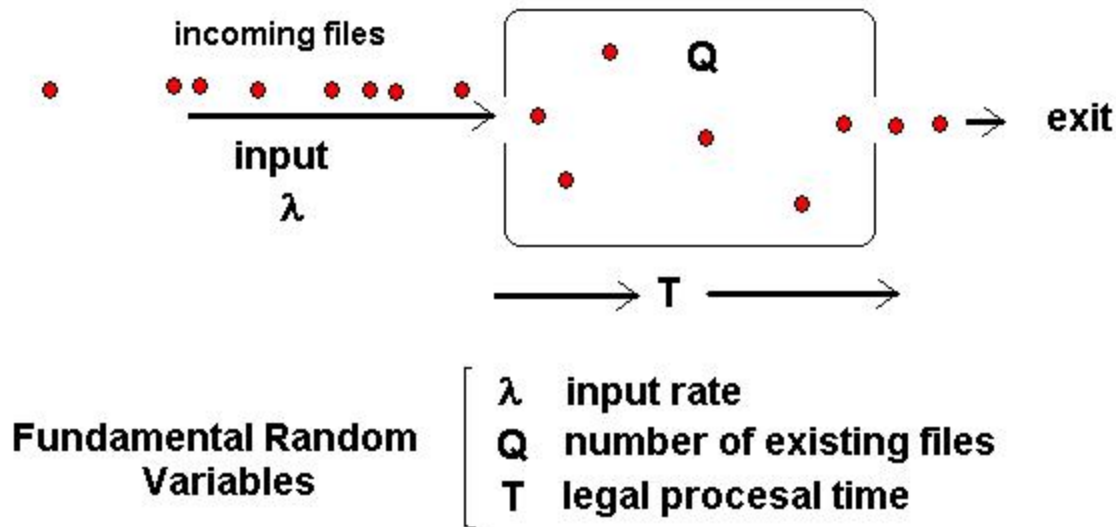 incoming files
Q
exit
input
λ
T
Fundamental Random
Variables
λ input rate
Q number of existing files
T legal procesal time